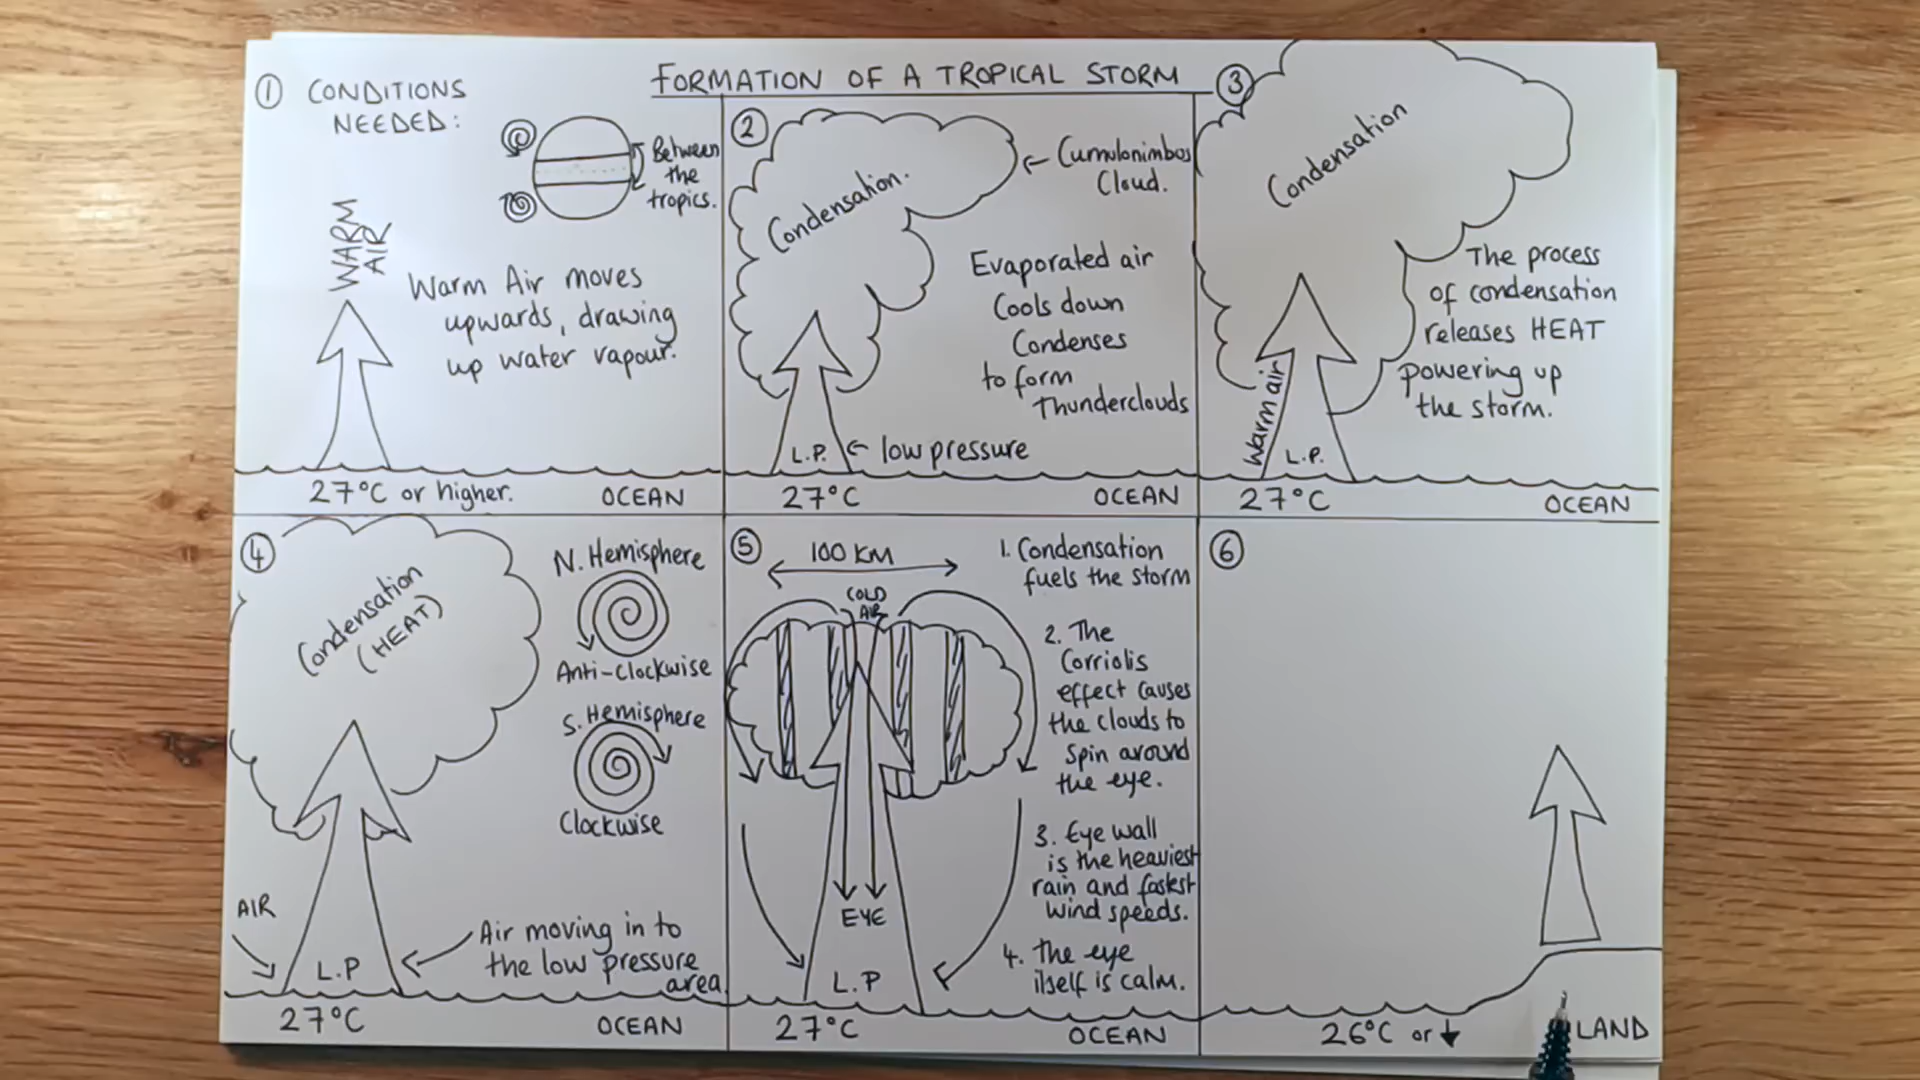 FORMATION OF A TROPICAL STORM
① CONDITIONS
NEEDED:
Between
the
tropics.
WARM
AIR
Warm Air moves
upwards, drawing
up water vapour.
27°C or higher.
OCEAN
②
Condensation.
← Cumulonimbos
Cloud.
Evaporated air
Cools down
Condenses
to form
Thunderclouds
L.P. ← low pressure
27°C
OCEAN
③
Condensation
The process
of condensation
releases HEAT
powering up
the storm.
Warm air
L.P.
27°C
OCEAN
④
Condensation
(HEAT)
N. Hemisphere
Anti-Clockwise
S. Hemisphere
Clockwise
AIR
Air moving in to
the low pressure
area.
L.P
27°C
OCEAN
⑤
100 KM
COLD
AIR
EYE
L.P
1. Condensation
fuels the storm
2. The
Corriolis
effect causes
the clouds to
Spin around
the eye.
3. Eye wall
is the heaviest
rain and fastest
wind speeds.
4. The eye
itself is calm.
27°C
OCEAN
⑥
26°C or ↓
LAND